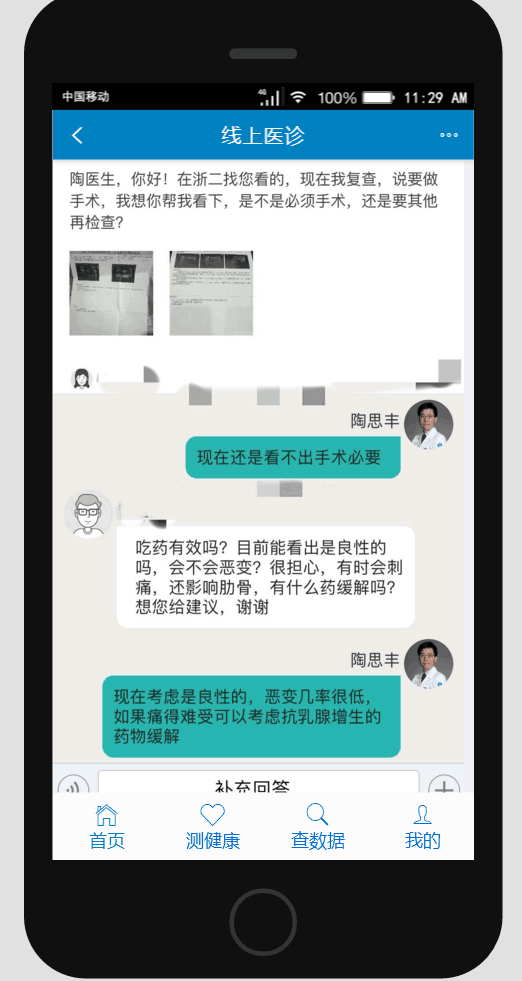 中国移动 4G 100% 11:29 AM
线上医诊
陶医生，你好！在浙二找您看的，现在我复查，说要做
手术，我想你帮我看下，是不是必须手术，还是要其他
再检查？
陶思丰
现在还是看不出手术必要
吃药有效吗？目前能看出是良性的
吗，会不会恶变？很担心，有时会刺
痛，还影响肋骨，有什么药缓解吗？
想您给建议，谢谢
陶思丰
现在考虑是良性的，恶变几率很低，
如果痛得难受可以考虑抗乳腺增生的
药物缓解
补充回答
首页 测健康 查数据 我的